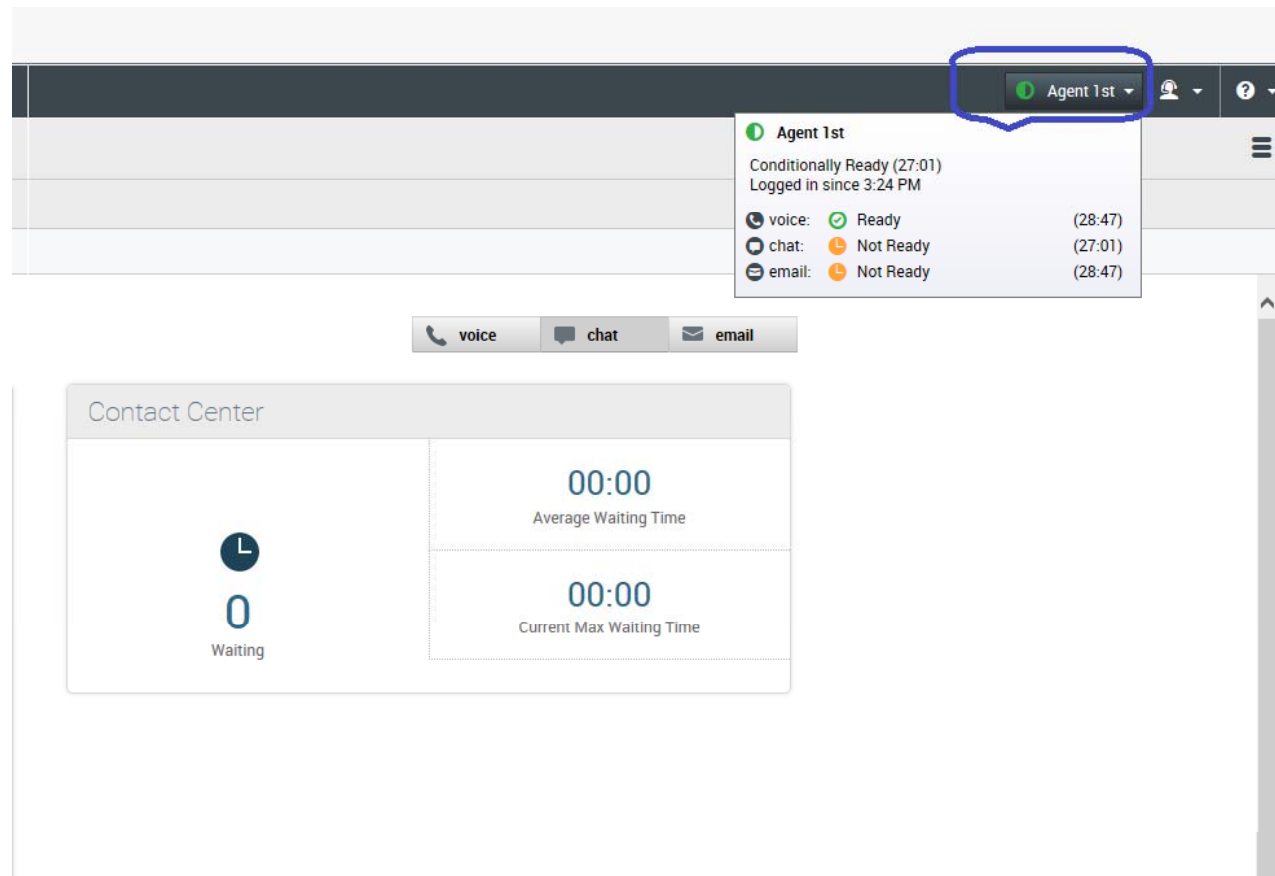 Agent 1st
Agent 1st
Conditionally Ready (27:01)
Logged in since 3:24 PM
voice: Ready (28:47)
chat: Not Ready (27:01)
email: Not Ready (28:47)
voice chat email
Contact Center
00:00
Average Waiting Time
0
Waiting
00:00
Current Max Waiting Time